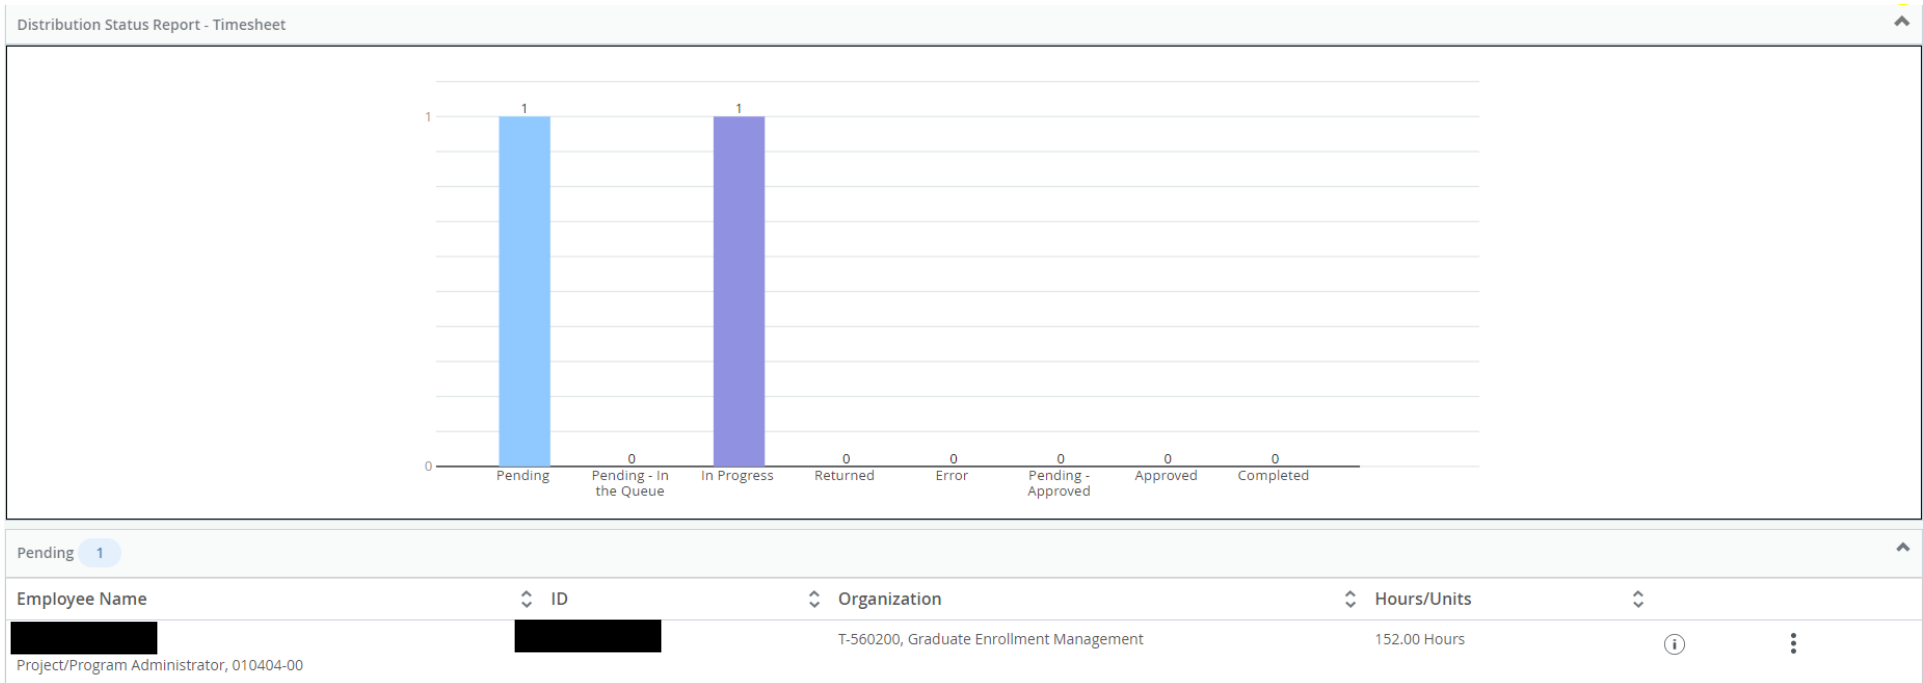 Distribution Status Report - Timesheet
1 1
1
0 0 0 0 0 0 0
Pending Pending - In In Progress Returned Error Pending - Approved Completed
the Queue Approved
Pending 1
Employee Name ID Organization Hours/Units
T-560200, Graduate Enrollment Management 152.00 Hours
Project/Program Administrator, 010404-00